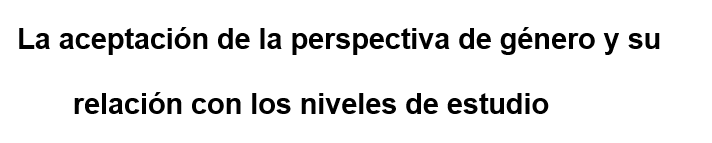 La aceptación de la perspectiva de género y su
relación con los niveles de estudio